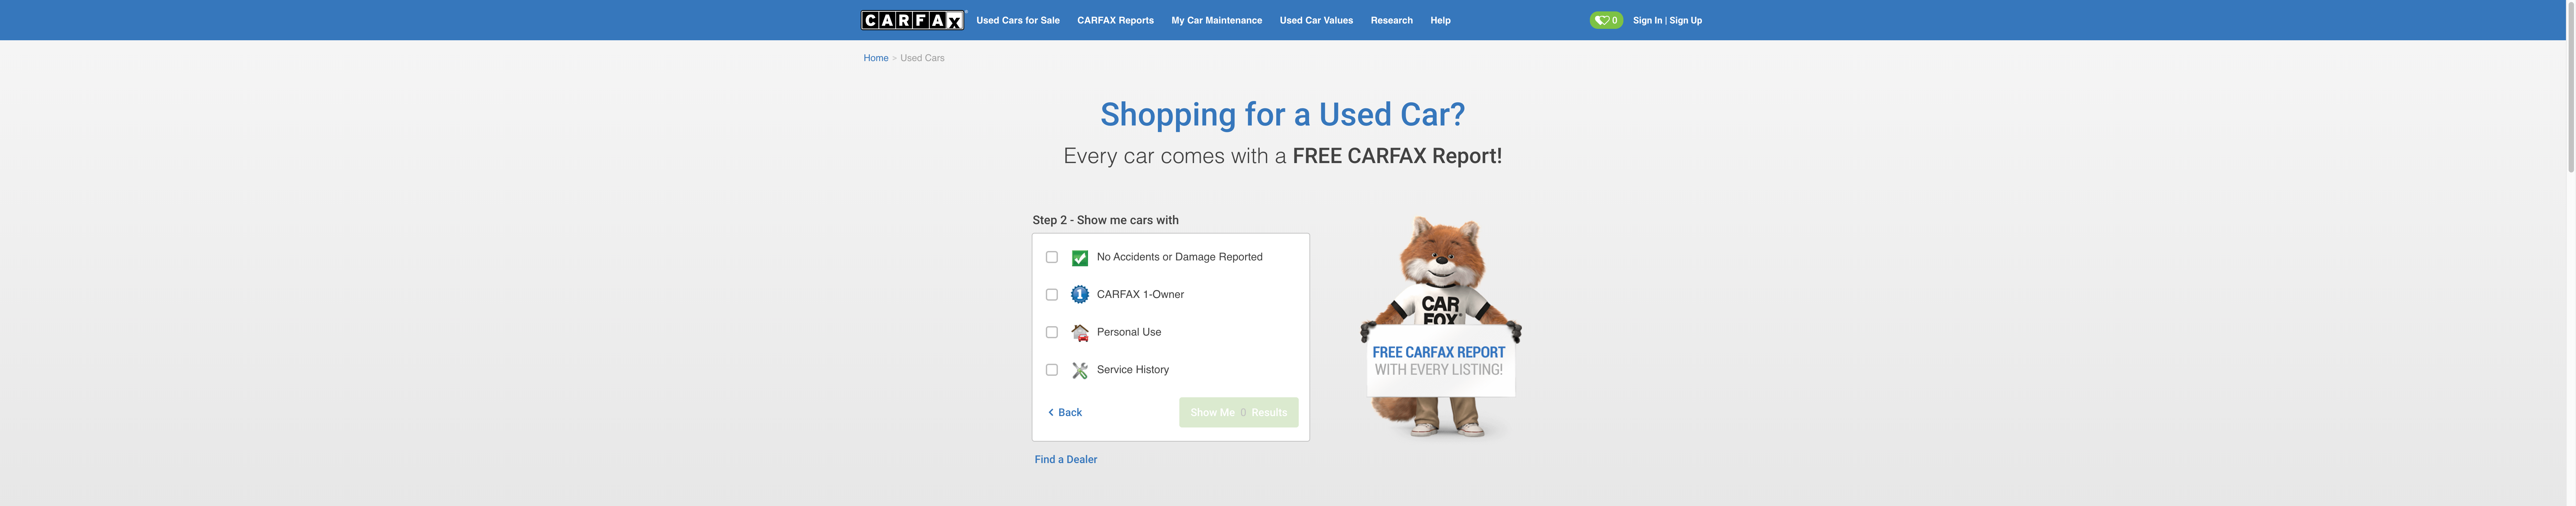 CARFAX
Used Cars for Sale
CARFAX Reports
My Car Maintenance
Used Car Values
Research
Help
0
Sign In | Sign Up
Home » Used Cars
Shopping for a Used Car?
Every car comes with a FREE CARFAX Report!
Step 2 - Show me cars with
No Accidents or Damage Reported
1
CARFAX 1-Owner
Personal Use
Service History
Back
Show Me 0 Results
Find a Dealer
CAR
FOX
FREE CARFAX REPORT
WITH EVERY LISTING!